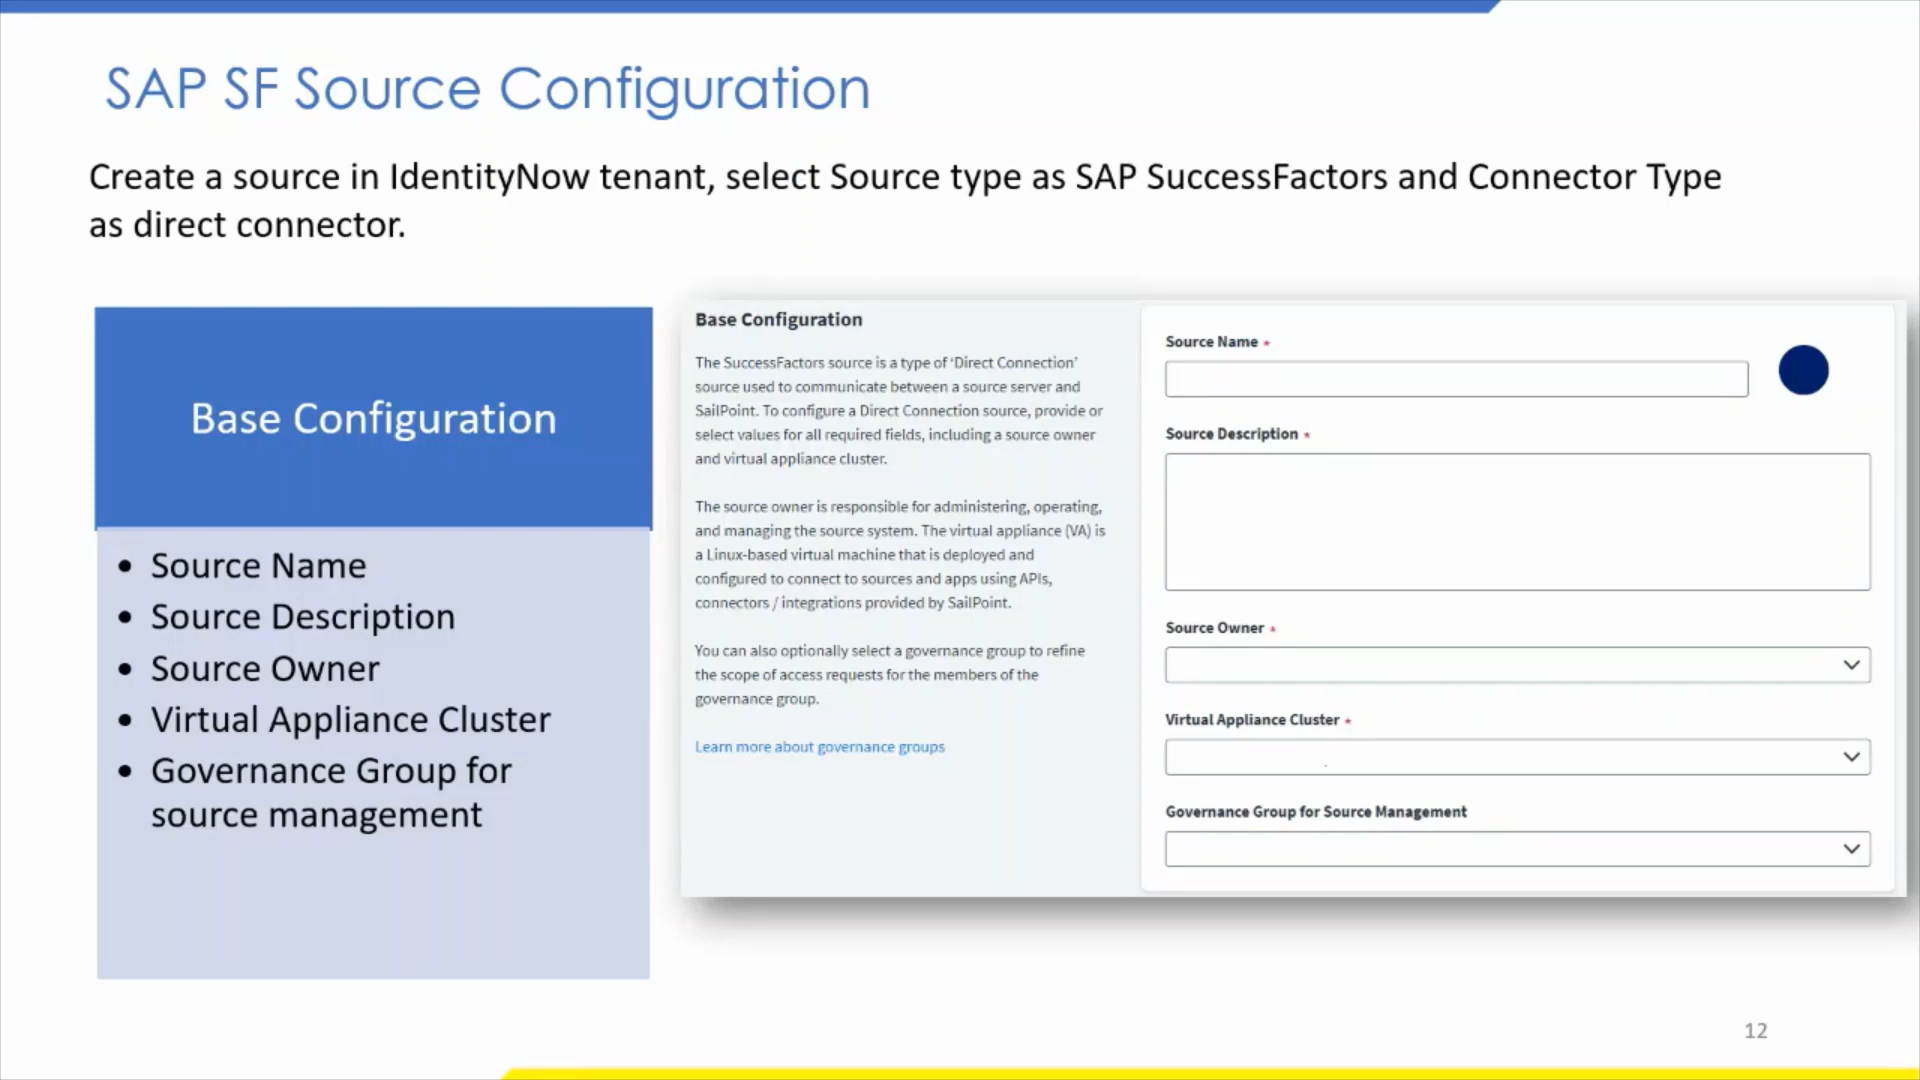 SAP SF Source Configuration
Create a source in IdentityNow tenant, select Source type as SAP SuccessFactors and Connector Type
as direct connector.
Base Configuration
• Source Name
• Source Description
• Source Owner
• Virtual Appliance Cluster
• Governance Group for
source management
Base Configuration
The SuccessFactors source is a type of ‘Direct Connection’
source used to communicate between a source server and
SailPoint. To configure a Direct Connection source, provide or
select values for all required fields, including a source owner
and virtual appliance cluster.
The source owner is responsible for administering, operating,
and managing the source system. The virtual appliance (VA) is
a Linux-based virtual machine that is deployed and
configured to connect to sources and apps using APIs,
connectors / integrations provided by SailPoint.
You can also optionally select a governance group to refine
the scope of access requests for the members of the
governance group.
Learn more about governance groups
Source Name *
Source Description *
Source Owner *
Virtual Appliance Cluster *
Governance Group for Source Management
12